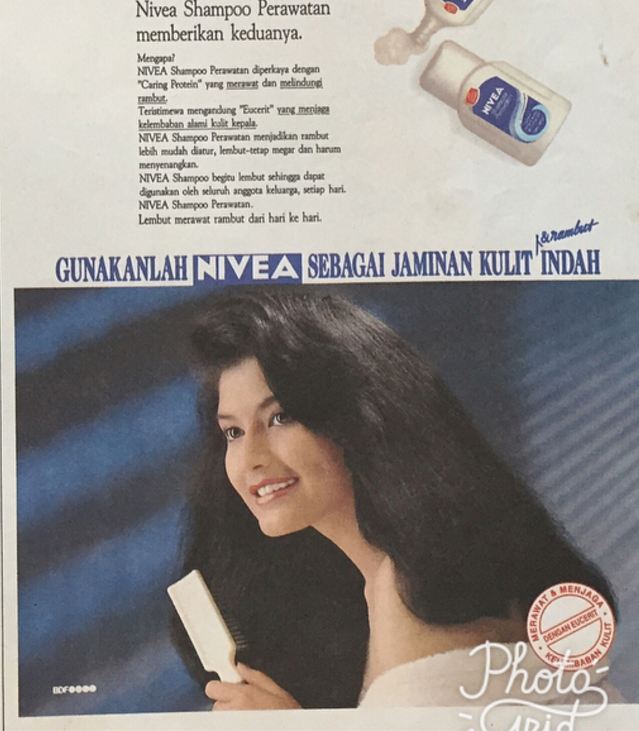 Nivea Shampoo Perawatan
memberikan keduanya.
Mengapa?
NIVEA Shampoo Perawatan diperkaya dengan
"Caring Protein" yang merawat dan melindungi
rambut.
Teristimewa mengandung "Eucerit" yang menjaga
kelembaban alami kulit kepala.
NIVEA Shampoo Perawatan menjadikan rambut
lebih mudah diatur, lembut-tetap megar dan harum
menyenangkan.
NIVEA Shampoo begitu lembut sehingga dapat
digunakan oleh seluruh anggota keluarga, setiap hari.
NIVEA Shampoo Perawatan.
Lembut merawat rambut dari hari ke hari.
NIVEA
& rambut
GUNAKANLAH NIVEA SEBAGAI JAMINAN KULIT INDAH
MERAWAT & MENJAGA
DENGAN EUCERIT
KELEMBABAN KULIT
BDF
Photo
Grid